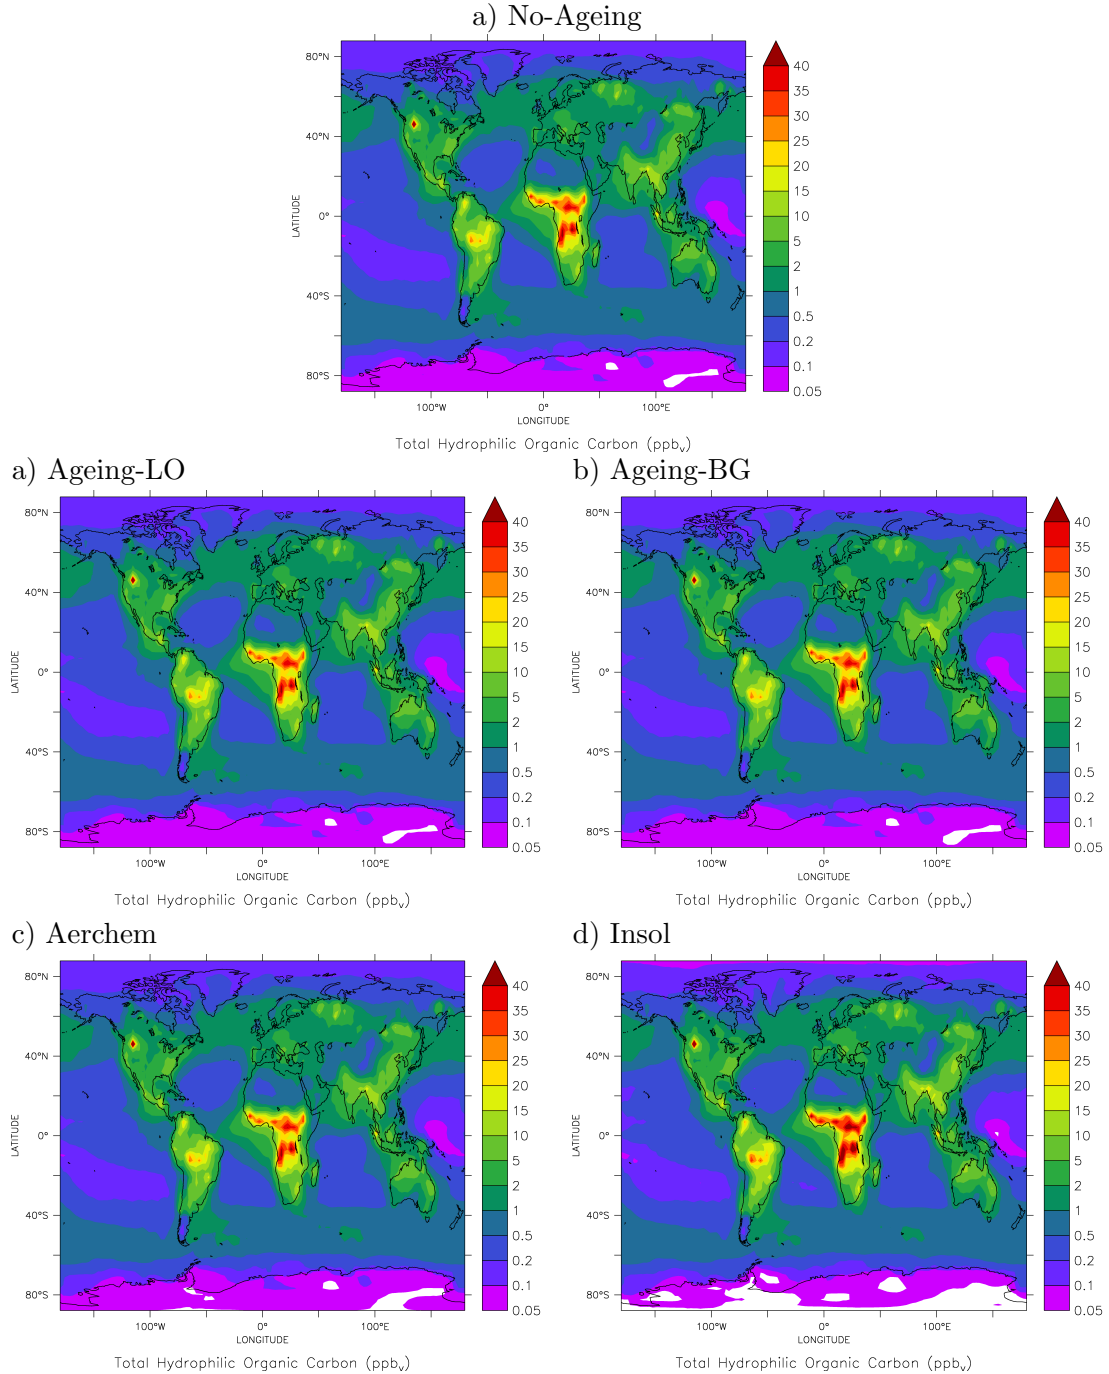 a) No-Ageing
80°N
40°N
0°
40°S
80°S
LATITUDE
100°W 0° 100°E
LONGITUDE
40
35
30
25
20
15
10
5
2
1
0.5
0.2
0.1
0.05
Total Hydrophilic Organic Carbon (ppbv)
a) Ageing-LO
80°N
40°N
0°
40°S
80°S
LATITUDE
100°W 0° 100°E
LONGITUDE
40
35
30
25
20
15
10
5
2
1
0.5
0.2
0.1
0.05
Total Hydrophilic Organic Carbon (ppbv)
b) Ageing-BG
80°N
40°N
0°
40°S
80°S
LATITUDE
100°W 0° 100°E
LONGITUDE
40
35
30
25
20
15
10
5
2
1
0.5
0.2
0.1
0.05
Total Hydrophilic Organic Carbon (ppbv)
c) Aerchem
80°N
40°N
0°
40°S
80°S
LATITUDE
100°W 0° 100°E
LONGITUDE
40
35
30
25
20
15
10
5
2
1
0.5
0.2
0.1
0.05
Total Hydrophilic Organic Carbon (ppbv)
d) Insol
80°N
40°N
0°
40°S
80°S
LATITUDE
100°W 0° 100°E
LONGITUDE
40
35
30
25
20
15
10
5
2
1
0.5
0.2
0.1
0.05
Total Hydrophilic Organic Carbon (ppbv)